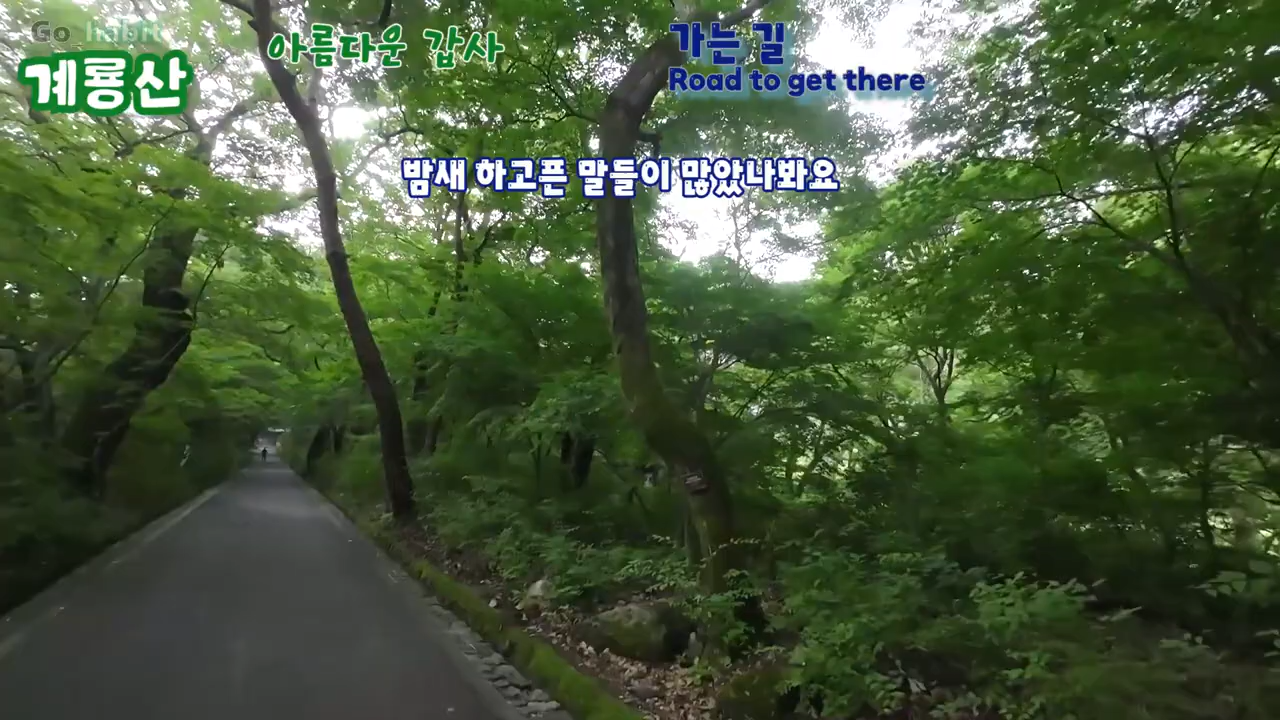 Go habit
계룡산
아름다운 갑사
가는 길
Road to get there
밤새 하고픈 말들이 많았나봐요